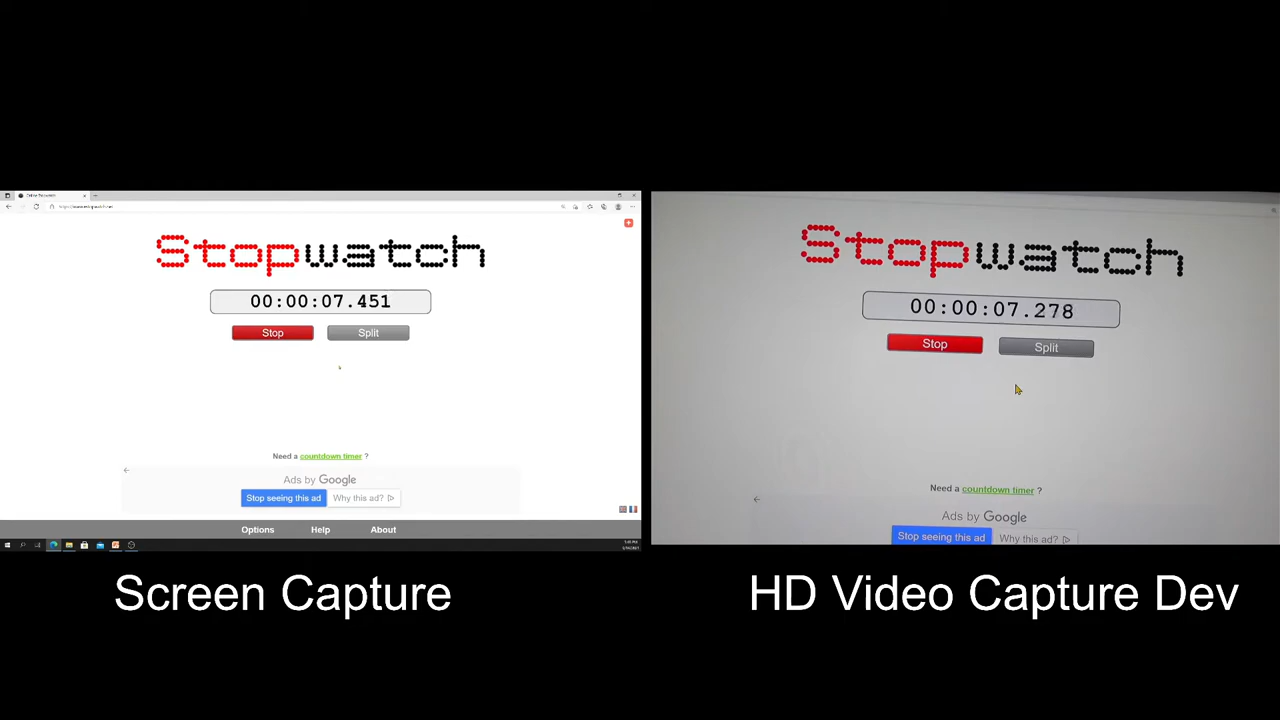 Stopwatch
00:00:07.451
Stop
Split
Need a countdown timer ?
Ads by Google
Stop seeing this ad
Why this ad?
Options
Help
About
Screen Capture
Stopwatch
00:00:07.278
Stop
Split
Need a countdown timer ?
Ads by Google
Stop seeing this ad
Why this ad?
HD Video Capture Dev